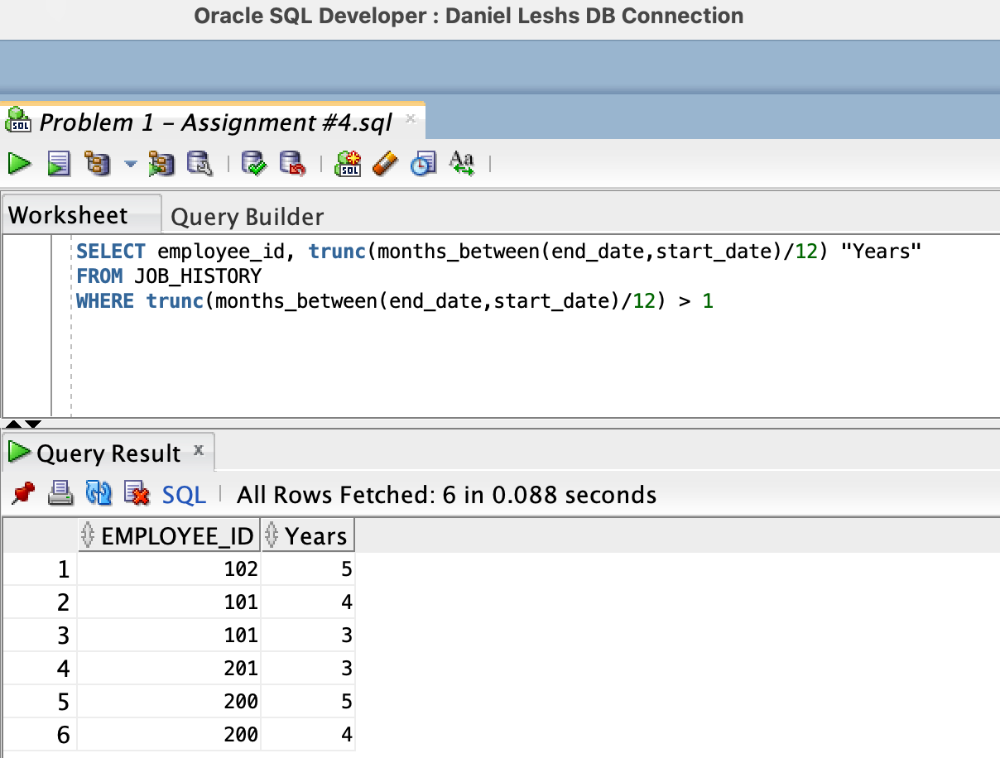 Oracle SQL Developer : Daniel Leshs DB Connection
SQL Problem 1 – Assignment #4.sql
SQL Aa
Worksheet Query Builder
SELECT employee_id, trunc(months_between(end_date,start_date)/12) "Years"
FROM JOB_HISTORY
WHERE trunc(months_between(end_date,start_date)/12) > 1
Query Result x
SQL All Rows Fetched: 6 in 0.088 seconds
EMPLOYEE_ID Years
1 102 5
2 101 4
3 101 3
4 201 3
5 200 5
6 200 4